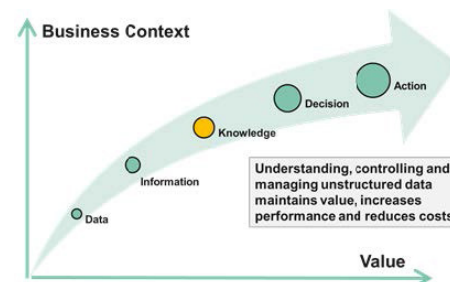 Business Context
Action
Decision
Knowledge
Information
Data
Understanding, controlling and
managing unstructured data
maintains value, increases
performance and reduces costs
Value